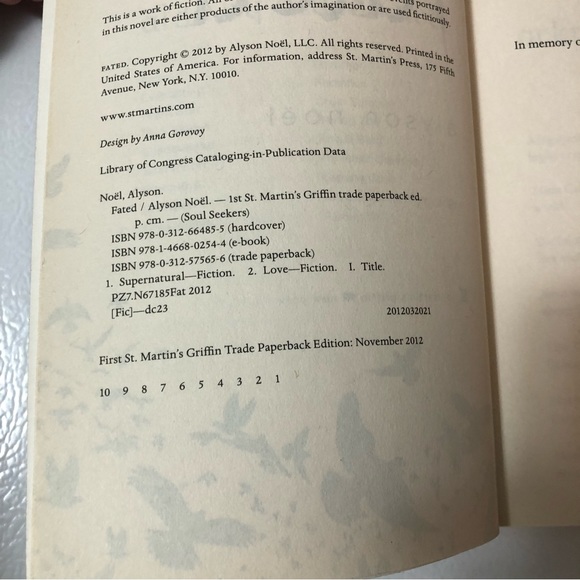 This is a work of fiction. All of portrayed
in this novel are either products of the author's imagination or are used fictitiously.
FATED. Copyright © 2012 by Alyson Noël, LLC. All rights reserved. Printed in the
United States of America. For information, address St. Martin's Press, 175 Fifth
Avenue, New York, N.Y. 10010.
www.stmartins.com
Design by Anna Gorovoy
Library of Congress Cataloging-in-Publication Data
Noël, Alyson.
Fated / Alyson Noël. — 1st St. Martin's Griffin trade paperback ed.
p. cm. — (Soul Seekers)
ISBN 978-0-312-66485-5 (hardcover)
ISBN 978-1-4668-0254-4 (e-book)
ISBN 978-0-312-57565-6 (trade paperback)
1. Supernatural—Fiction. 2. Love—Fiction. I. Title.
PZ7.N67185Fat 2012
[Fic]—dc23
2012032021
First St. Martin's Griffin Trade Paperback Edition: November 2012
10 9 8 7 6 5 4 3 2 1
In memory